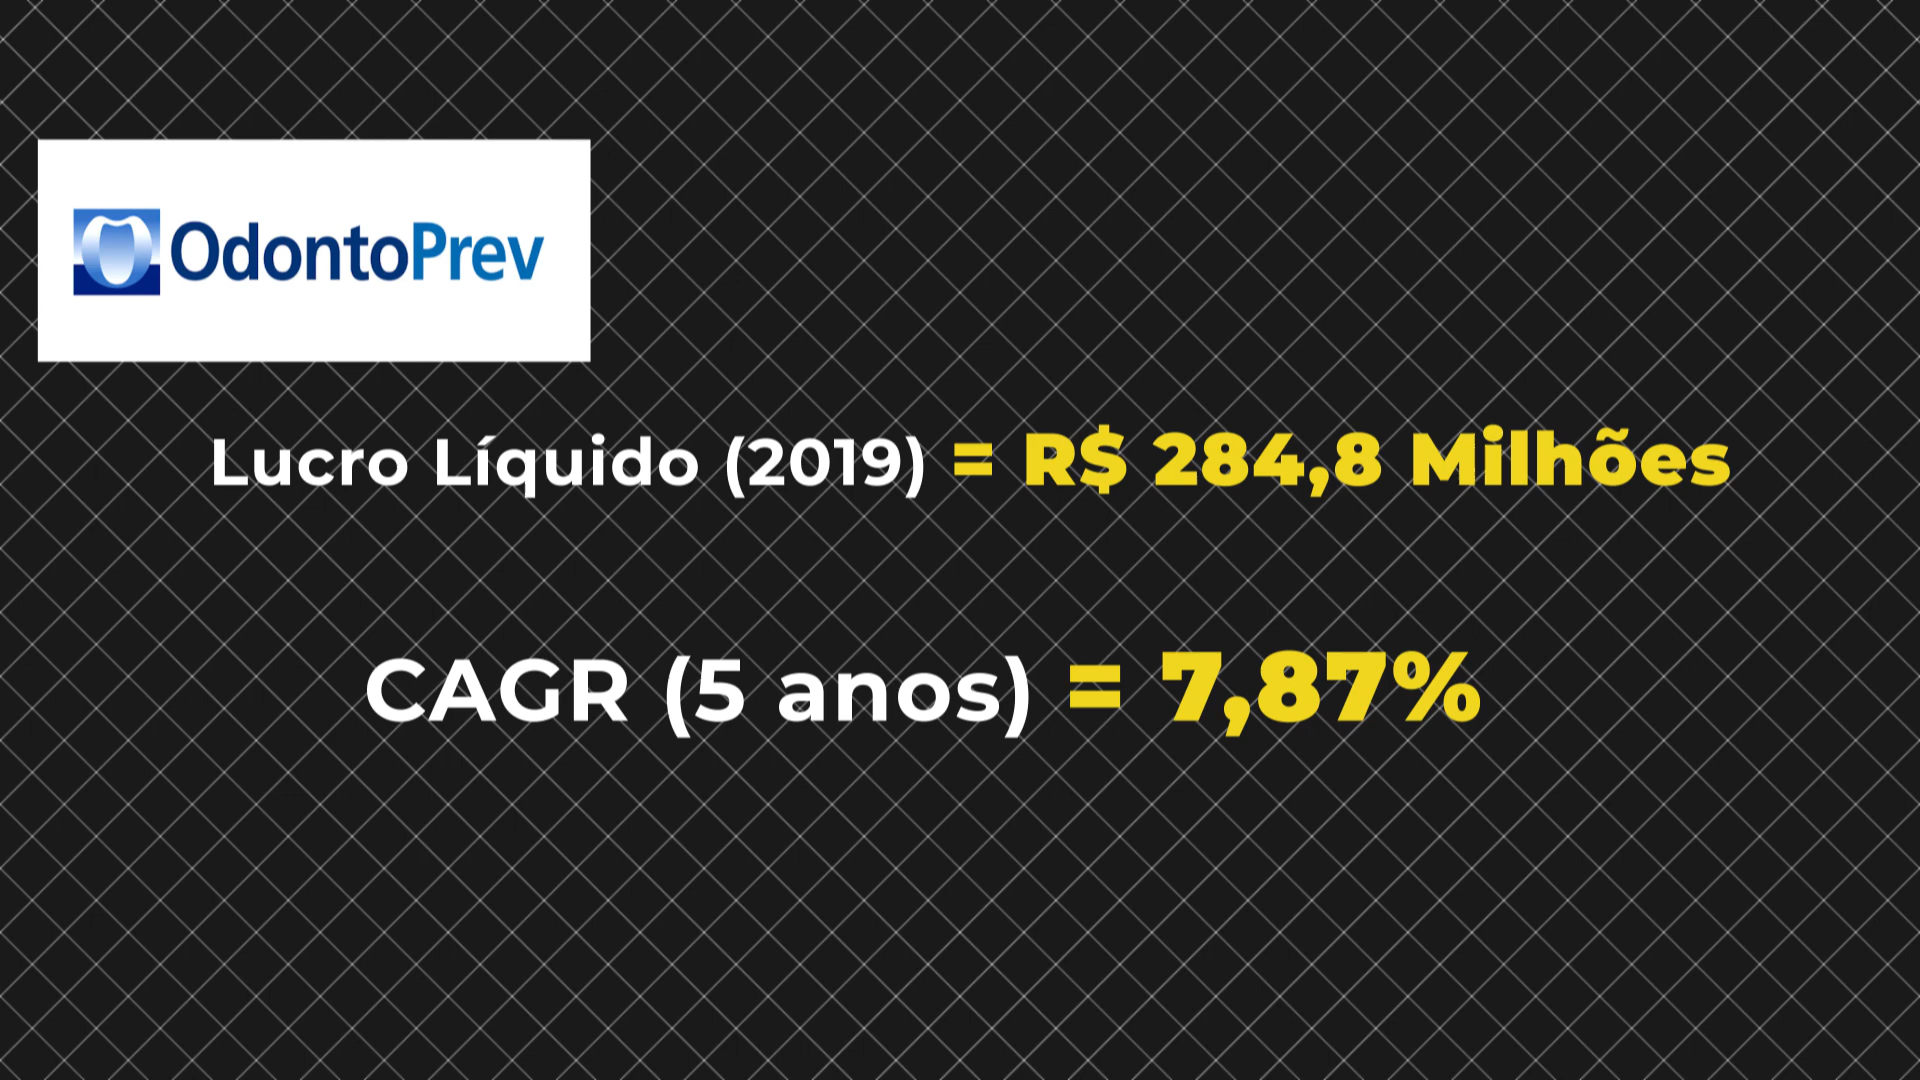 OdontoPrev
Lucro Líquido (2019) = R$ 284,8 Milhões
CAGR (5 anos) = 7,87%